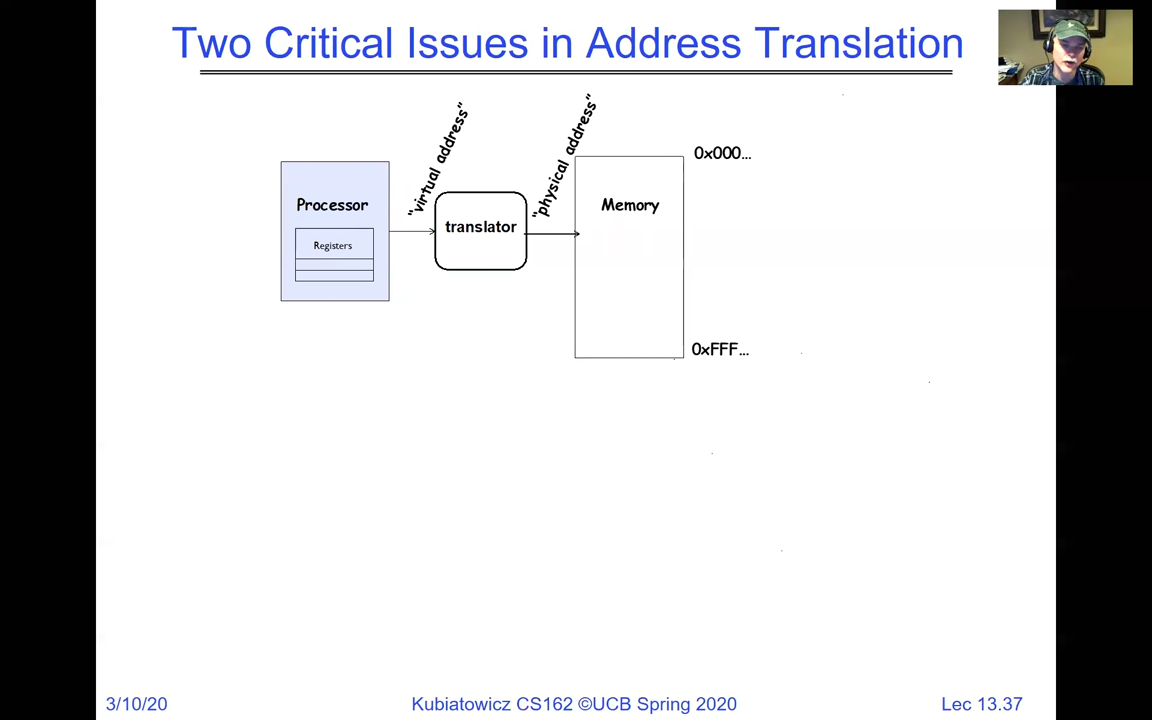 Two Critical Issues in Address Translation
"virtual address"
"physical address"
0x000...
Processor
Memory
translator
Registers
0xFFF...
3/10/20
Kubiatowicz CS162 ©UCB Spring 2020
Lec 13.37